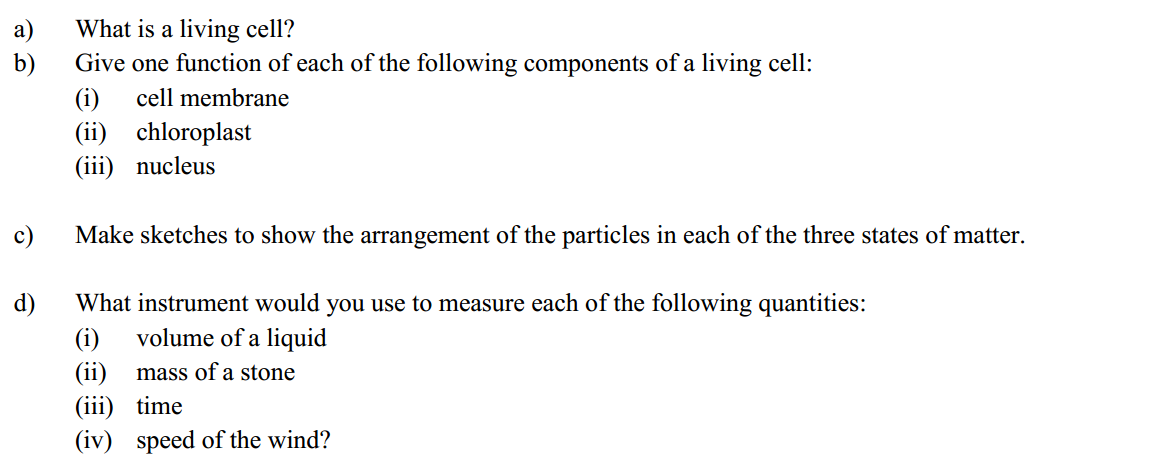 a) What is a living cell?
b) Give one function of each of the following components of a living cell:
(i) cell membrane
(ii) chloroplast
(iii) nucleus
c) Make sketches to show the arrangement of the particles in each of the three states of matter.
d) What instrument would you use to measure each of the following quantities:
(i) volume of a liquid
(ii) mass of a stone
(iii) time
(iv) speed of the wind?